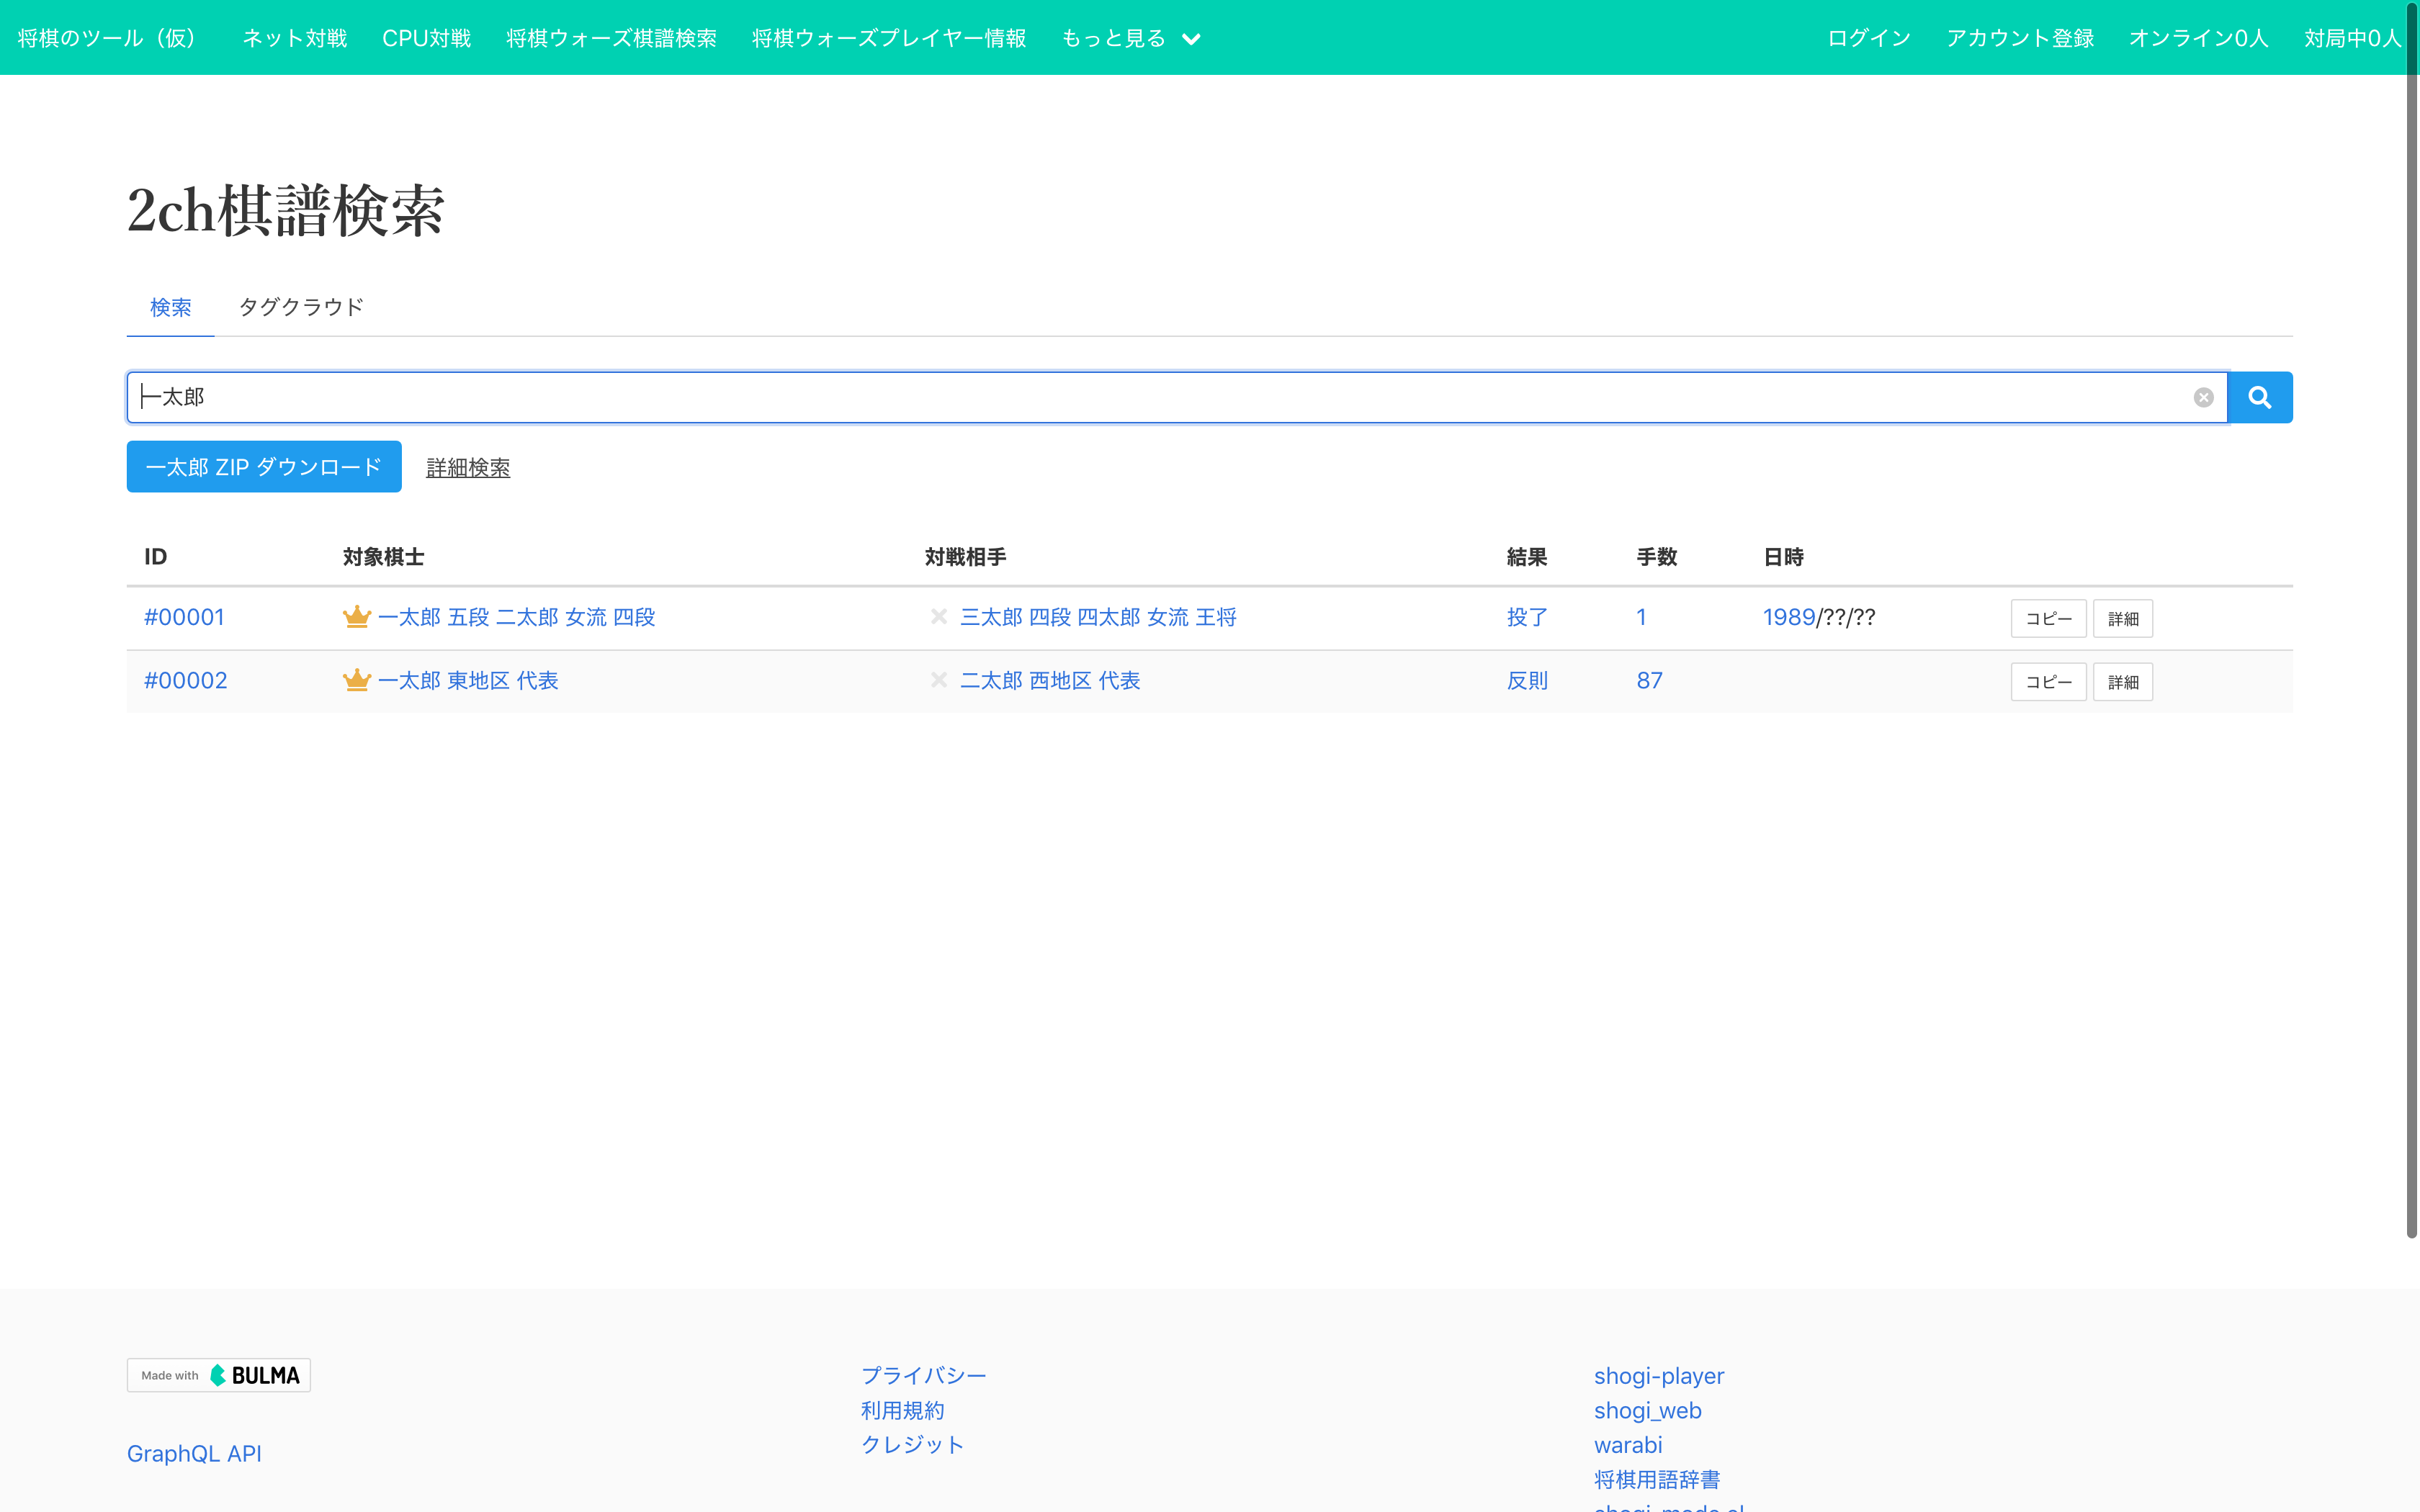 将棋のツール（仮） ネット対戦 CPU対戦 将棋ウォーズ棋譜検索 将棋ウォーズプレイヤー情報 もっと見る ログイン アカウント登録 オンライン0人 対局中0人
2ch棋譜検索
検索 タグクラウド
一太郎
一太郎 ZIP ダウンロード 詳細検索
ID 対象棋士 対戦相手 結果 手数 日時
#00001 一太郎 五段 二太郎 女流 四段 三太郎 四段 四太郎 女流 王将 投了 1 1989/??/?? コピー 詳細
#00002 一太郎 東地区 代表 二太郎 西地区 代表 反則 87 コピー 詳細
Made with BULMA プライバシー shogi-player
利用規約 shogi_web
クレジット warabi
GraphQL API
将棋用語辞書